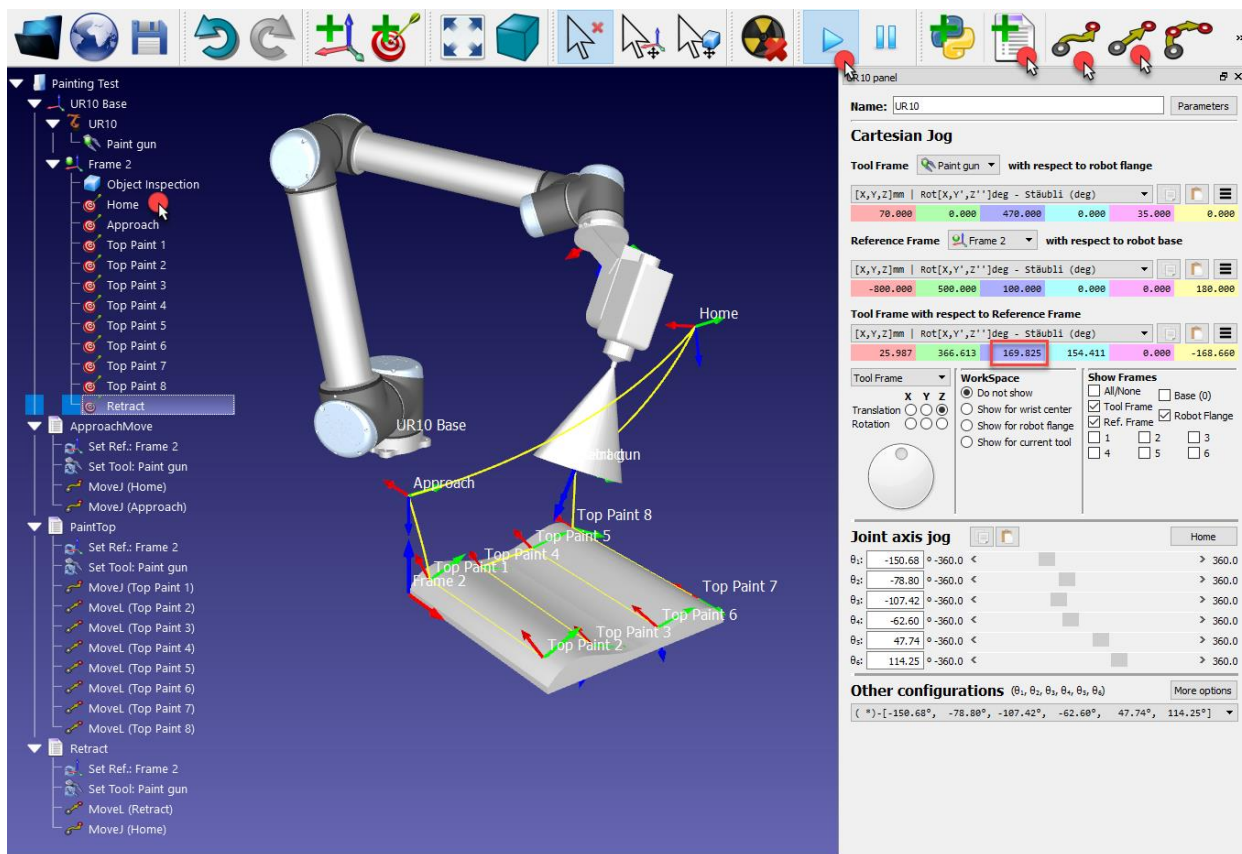 Painting Test
UR10 Base
UR10
Paint gun
Frame 2
Object Inspection
Home
Approach
Top Paint 1
Top Paint 2
Top Paint 3
Top Paint 4
Top Paint 5
Top Paint 6
Top Paint 7
Top Paint 8
Retract
ApproachMove
Set Ref.: Frame 2
Set Tool: Paint gun
MoveJ (Home)
MoveJ (Approach)
PaintTop
Set Ref.: Frame 2
Set Tool: Paint gun
MoveJ (Top Paint 1)
MoveL (Top Paint 2)
MoveL (Top Paint 3)
MoveL (Top Paint 4)
MoveL (Top Paint 5)
MoveL (Top Paint 6)
MoveL (Top Paint 7)
MoveL (Top Paint 8)
Retract
Set Ref.: Frame 2
Set Tool: Paint gun
MoveL (Retract)
MoveJ (Home)
Home
UR10 Base
Approach
Top Paint 8
Top Paint 5
Top Paint 4
Top Paint 1
Frame 2
Top Paint 7
Top Paint 6
Top Paint 3
Top Paint 2
R10 panel
Name: UR10 Parameters
Cartesian Jog
Tool Frame Paint gun with respect to robot flange
[X,Y,Z]mm | Rot[X,Y',Z'']deg - Stäubli (deg)
70.000 0.000 470.000 0.000 35.000 0.000
Reference Frame Frame 2 with respect to robot base
[X,Y,Z]mm | Rot[X,Y',Z'']deg - Stäubli (deg)
-800.000 500.000 100.000 0.000 0.000 180.000
Tool Frame with respect to Reference Frame
[X,Y,Z]mm | Rot[X,Y',Z'']deg - Stäubli (deg)
25.987 366.613 169.825 154.411 0.000 -168.660
Tool Frame
X Y Z
Translation
Rotation
WorkSpace
Do not show
Show for wrist center
Show for robot flange
Show for current tool
Show Frames
All/None Base (0)
Tool Frame Robot Flange
Ref. Frame
1 2 3
4 5 6
Joint axis jog Home
θ₁: -150.68 ° -360.0 < > 360.0
θ₂: -78.80 ° -360.0 < > 360.0
θ₃: -107.42 ° -360.0 < > 360.0
θ₄: -62.60 ° -360.0 < > 360.0
θ₅: 47.74 ° -360.0 < > 360.0
θ₆: 114.25 ° -360.0 < > 360.0
Other configurations (θ₁, θ₂, θ₃, θ₄, θ₅, θ₆) More options
( *)-[-150.68°, -78.80°, -107.42°, -62.60°, 47.74°, 114.25°]